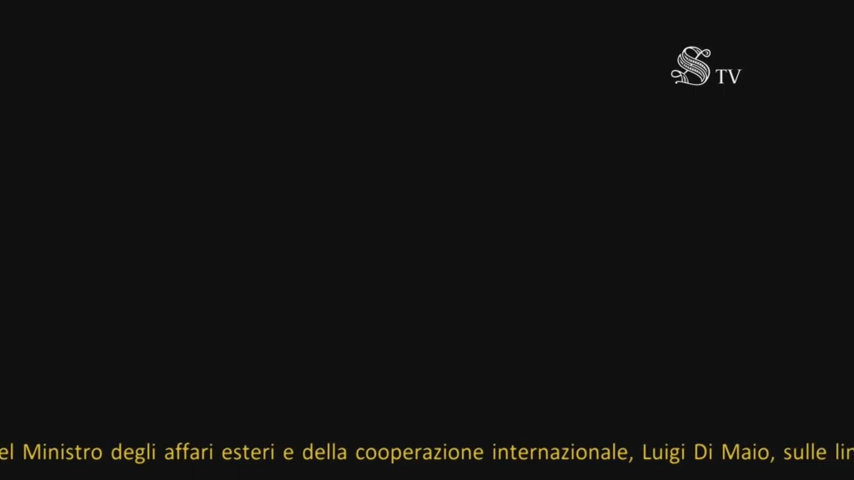 S TV
el Ministro degli affari esteri e della cooperazione internazionale, Luigi Di Maio, sulle lin